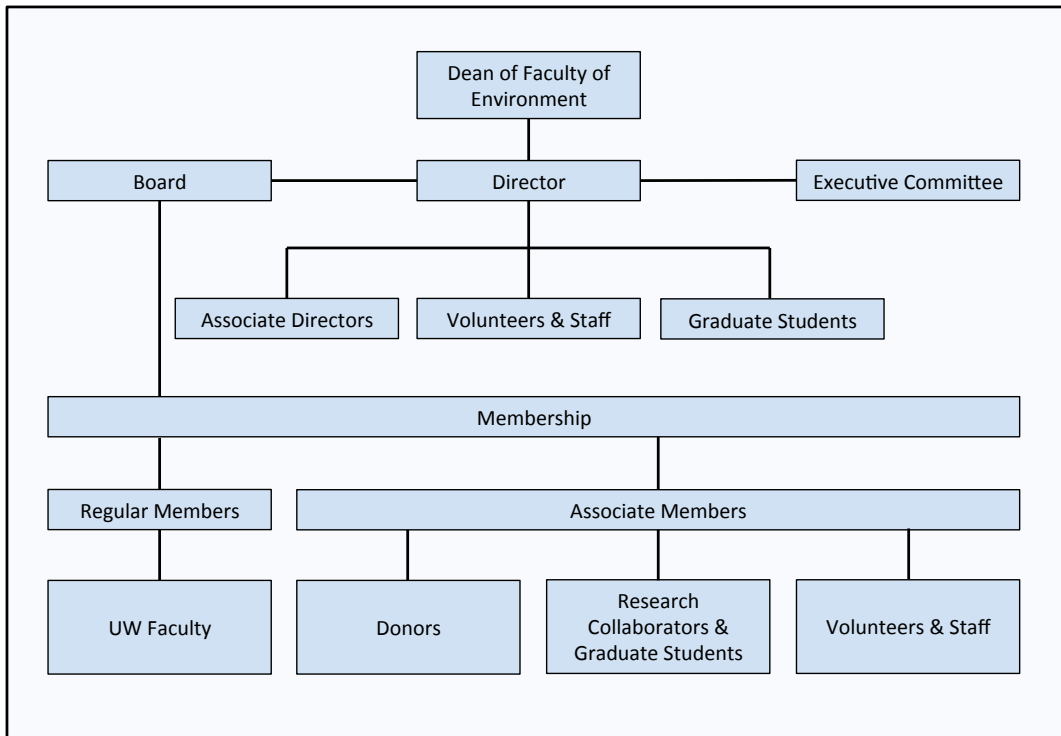 Dean of Faculty of
Environment
Board
Director
Executive Committee
Associate Directors
Volunteers & Staff
Graduate Students
Membership
Regular Members
Associate Members
UW Faculty
Donors
Research
Collaborators &
Graduate Students
Volunteers & Staff